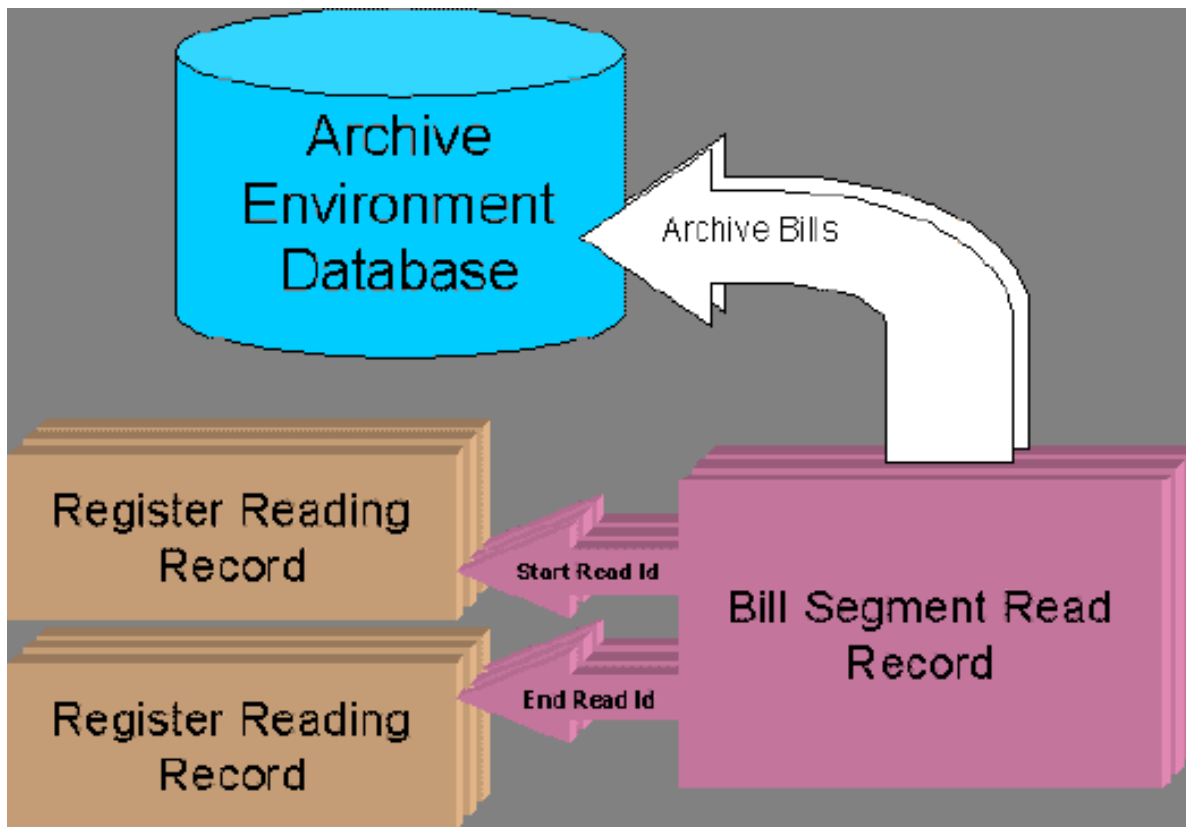 Archive
Environment
Database
Archive Bills
Register Reading
Record
Start Read Id
Bill Segment Read
Record
End Read Id
Register Reading
Record